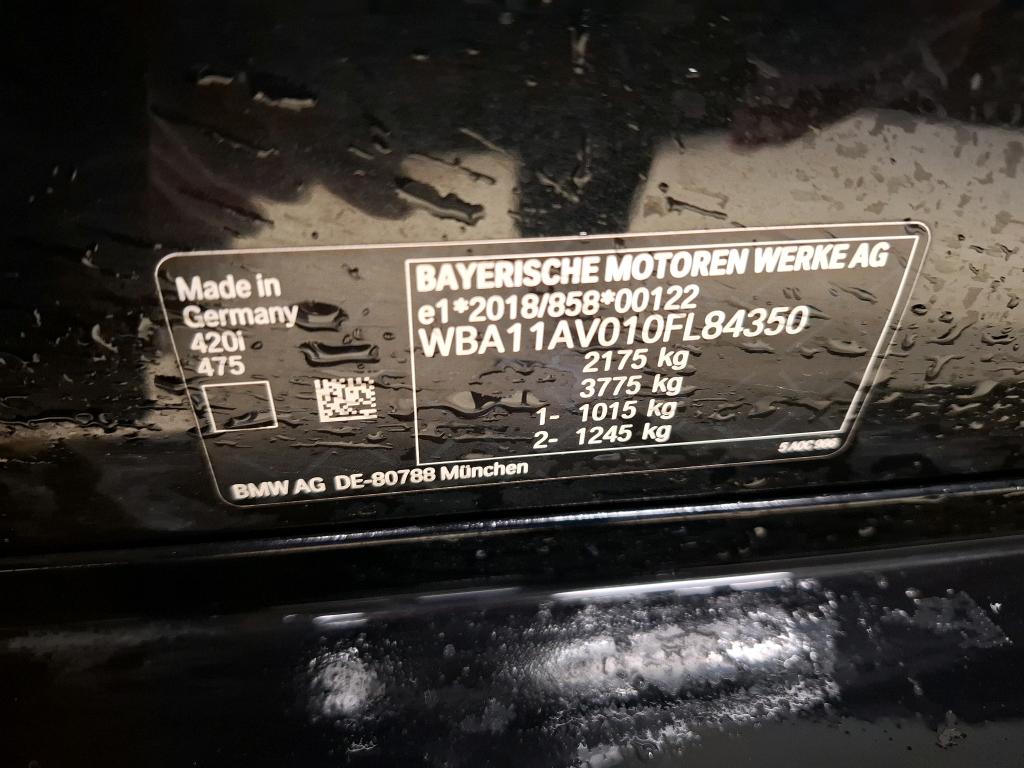 Made in
Germany
420i
475
BAYERISCHE MOTOREN WERKE AG
e1*2018/858*00122
WBA11AV010FL84350
2175 kg
3775 kg
1- 1015 kg
2- 1245 kg
BMW AG DE-80788 München